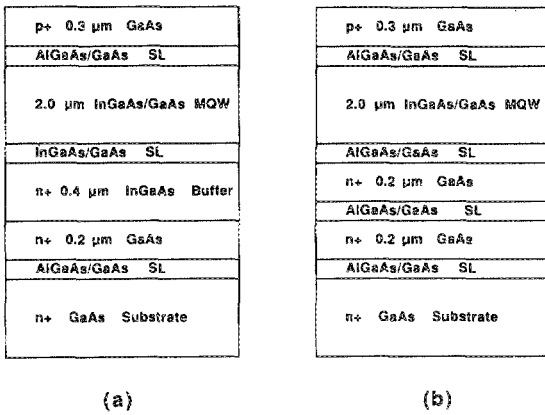 p+ 0.3 µm GaAs
AlGaAs/GaAs SL
2.0 µm InGaAs/GaAs MQW
InGaAs/GaAs SL
n+ 0.4 µm InGaAs Buffer
n+ 0.2 µm GaAs
AlGaAs/GaAs SL
n+ GaAs Substrate
(a)
p+ 0.3 µm GaAs
AlGaAs/GaAs SL
2.0 µm InGaAs/GaAs MQW
AlGaAs/GaAs SL
n+ 0.2 µm GaAs
AlGaAs/GaAs SL
n+ 0.2 µm GaAs
AlGaAs/GaAs SL
n+ GaAs Substrate
(b)